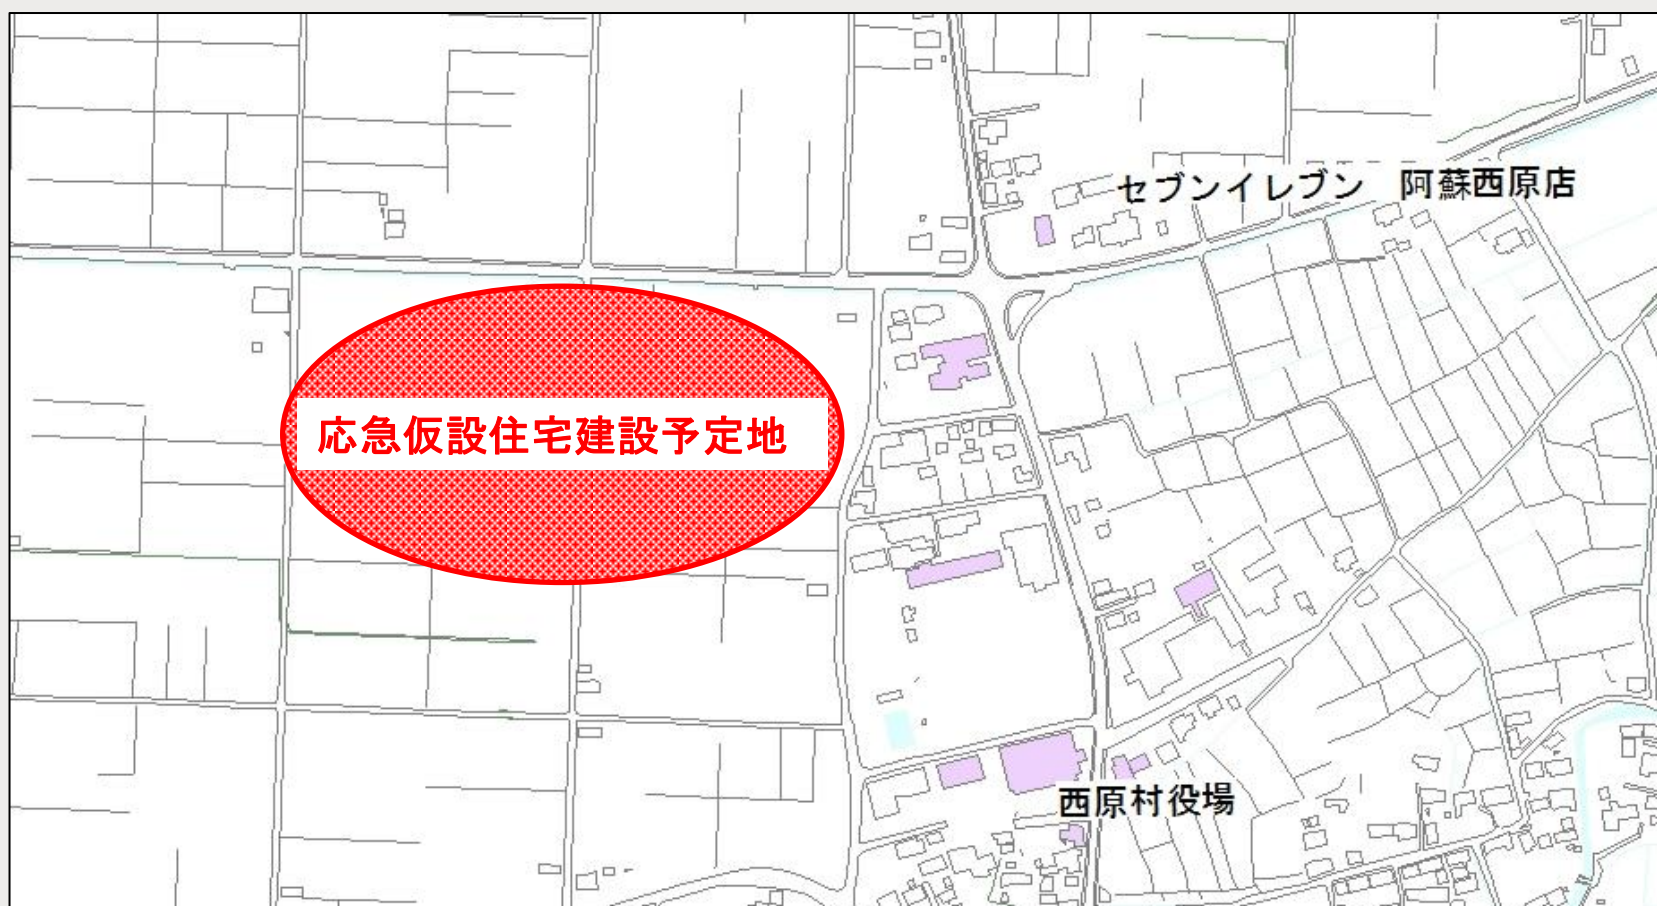 セブンイレブン　阿蘇西原店
応急仮設住宅建設予定地
西原村役場